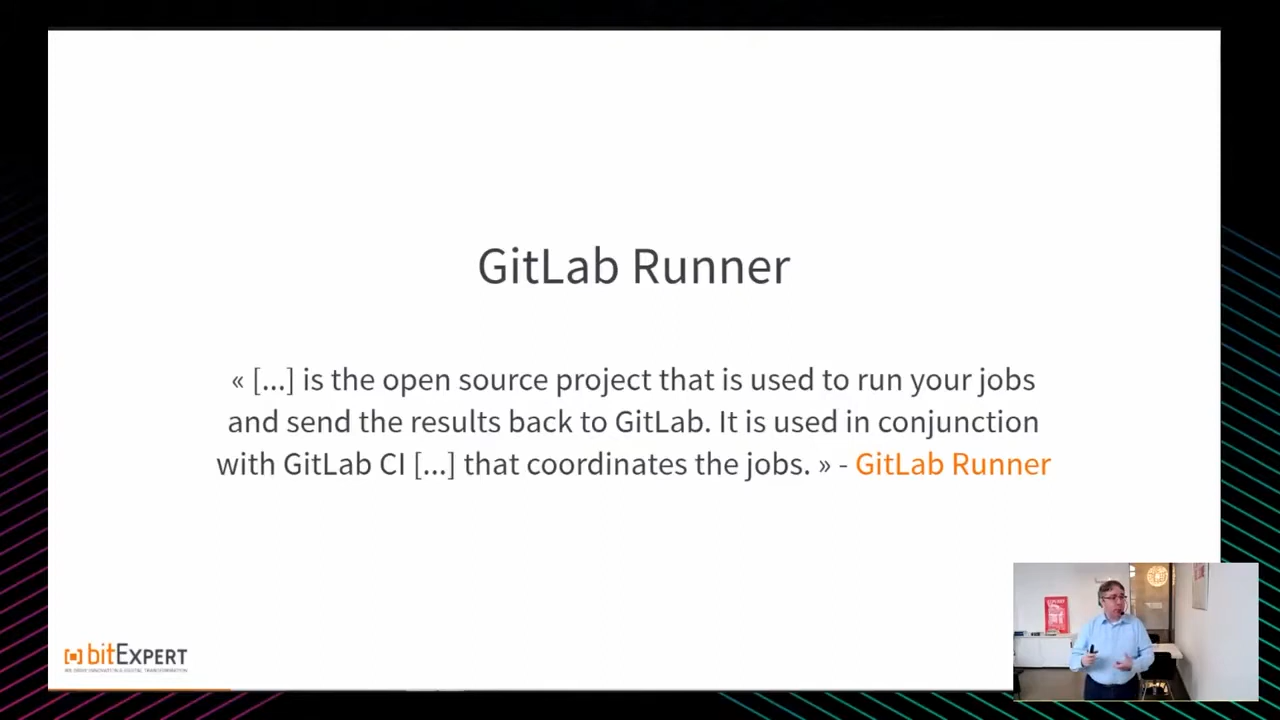 GitLab Runner
« [...] is the open source project that is used to run your jobs
and send the results back to GitLab. It is used in conjunction
with GitLab CI [...] that coordinates the jobs. » - GitLab Runner
bitEXPERT